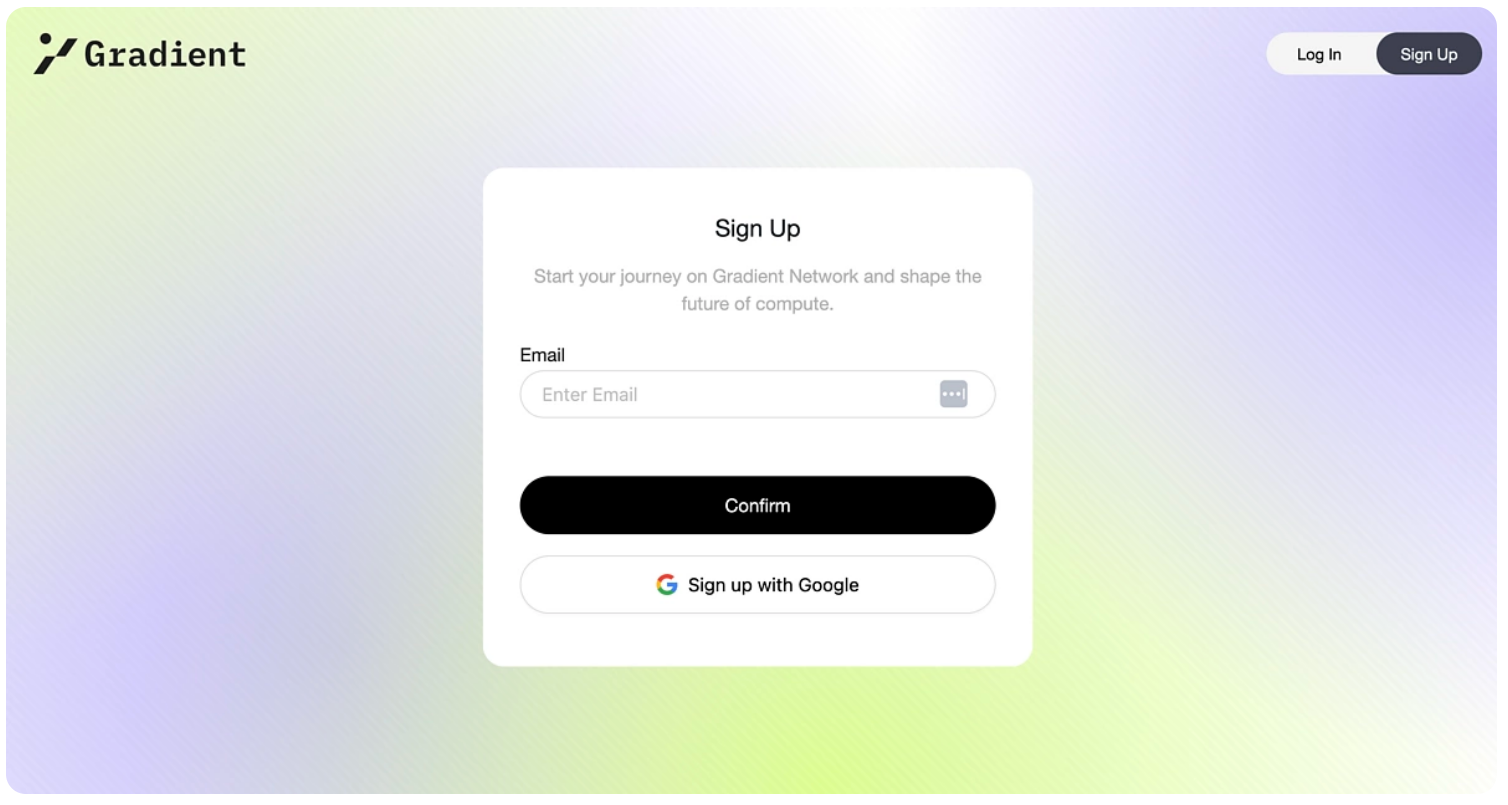 Gradient
Log In
Sign Up
Sign Up
Start your journey on Gradient Network and shape the
future of compute.
Email
Enter Email
Confirm
Sign up with Google